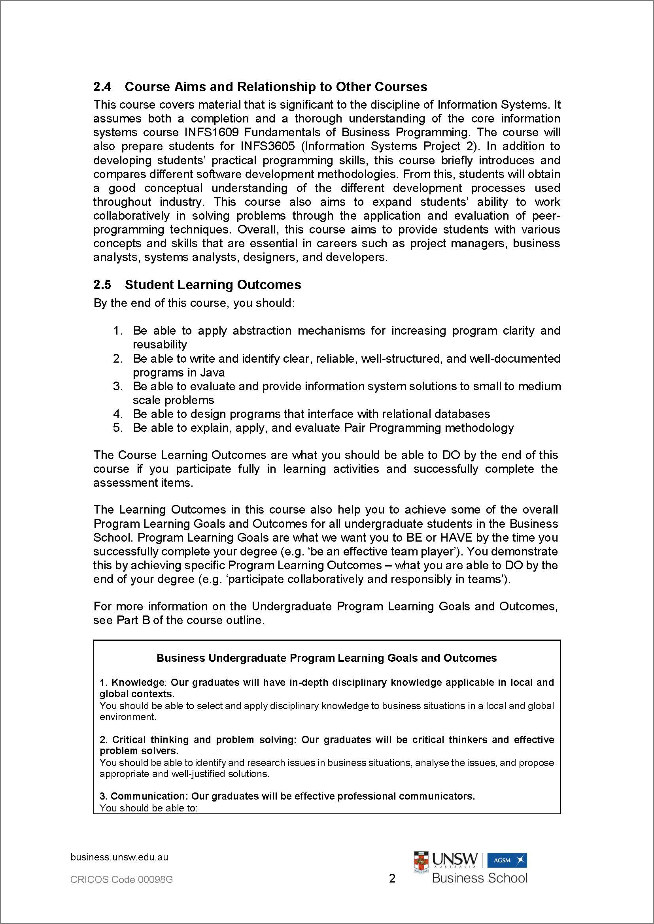 2.4 Course Aims and Relationship to Other Courses
This course covers material that is significant to the discipline of Information Systems. It
assumes both a completion and a thorough understanding of the core information
systems course INFS1609 Fundamentals of Business Programming. The course will
also prepare students for INFS3605 (Information Systems Project 2). In addition to
developing students' practical programming skills, this course briefly introduces and
compares different software development methodologies. From this, students will obtain
a good conceptual understanding of the different development processes used
throughout industry. This course also aims to expand students' ability to work
collaboratively in solving problems through the application and evaluation of peer-
programming techniques. Overall, this course aims to provide students with various
concepts and skills that are essential in careers such as project managers, business
analysts, systems analysts, designers, and developers.
2.5 Student Learning Outcomes
By the end of this course, you should:
1. Be able to apply abstraction mechanisms for increasing program clarity and
reusability
2. Be able to write and identify clear, reliable, well-structured, and well-documented
programs in Java
3. Be able to evaluate and provide information system solutions to small to medium
scale problems
4. Be able to design programs that interface with relational databases
5. Be able to explain, apply, and evaluate Pair Programming methodology
The Course Learning Outcomes are what you should be able to DO by the end of this
course if you participate fully in learning activities and successfully complete the
assessment items.
The Learning Outcomes in this course also help you to achieve some of the overall
Program Learning Goals and Outcomes for all undergraduate students in the Business
School. Program Learning Goals are what we want you to BE or HAVE by the time you
successfully complete your degree (e.g. 'be an effective team player'). You demonstrate
this by achieving specific Program Learning Outcomes – what you are able to DO by the
end of your degree (e.g. 'participate collaboratively and responsibly in teams').
For more information on the Undergraduate Program Learning Goals and Outcomes,
see Part B of the course outline.
Business Undergraduate Program Learning Goals and Outcomes
1. Knowledge: Our graduates will have in-depth disciplinary knowledge applicable in local and
global contexts.
You should be able to select and apply disciplinary knowledge to business situations in a local and global
environment.
2. Critical thinking and problem solving: Our graduates will be critical thinkers and effective
problem solvers.
You should be able to identify and research issues in business situations, analyse the issues, and propose
appropriate and well-justified solutions.
3. Communication: Our graduates will be effective professional communicators.
You should be able to:
business.unsw.edu.au
CRICOS Code 00098G
2
UNSW
AUSTRALIA
AGSM
Business School